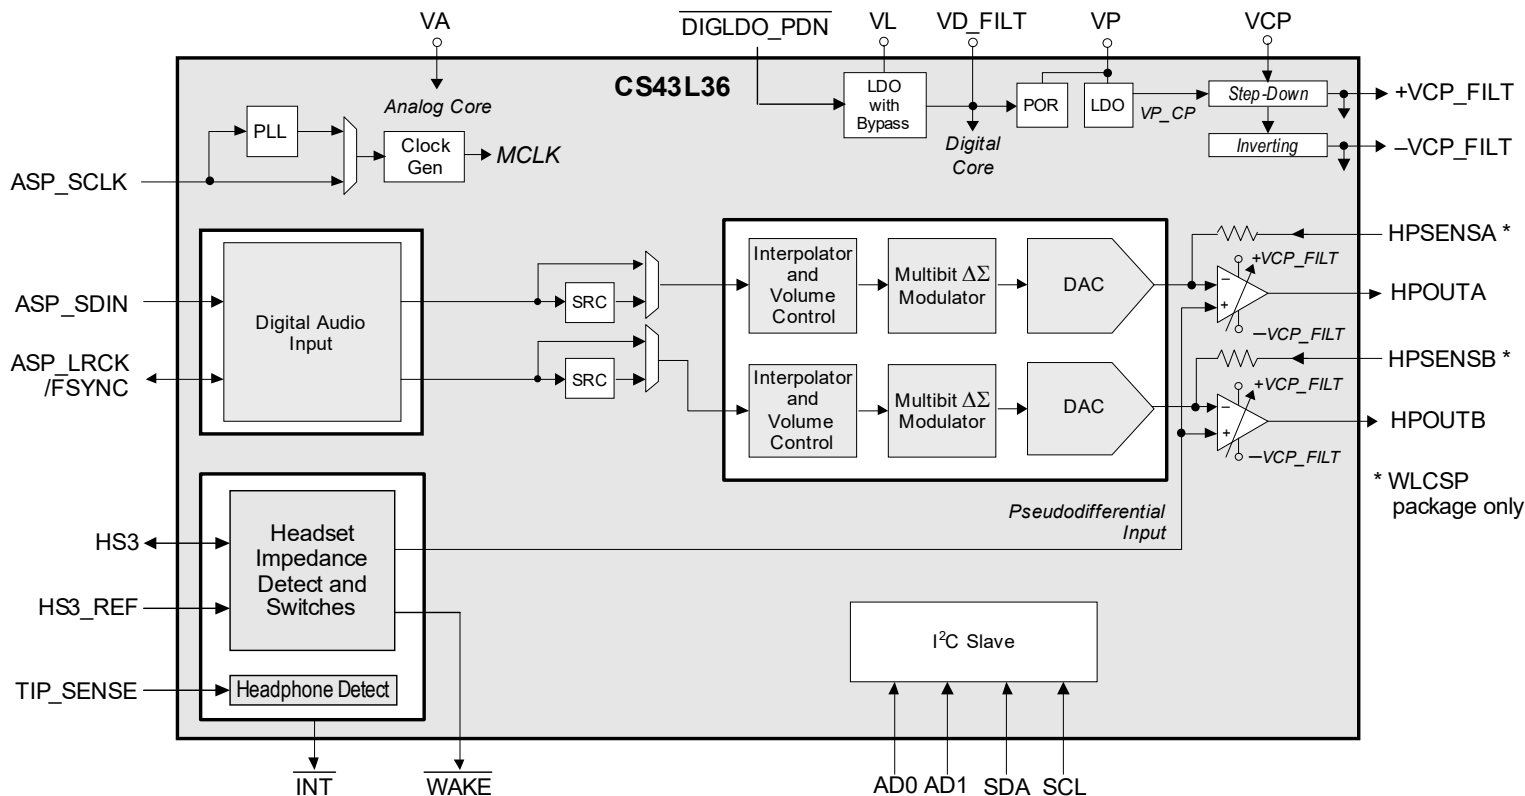 VA
DIGLDO_PDN
VL
VD_FILT
VP
VCP
CS43L36
Analog Core
PLL
Clock
Gen
MCLK
ASP_SCLK
LDO
with
Bypass
Digital
Core
POR
LDO
VP_CP
Step-Down
Inverting
+VCP_FILT
–VCP_FILT
ASP_SDIN
ASP_LRCK
/FSYNC
Digital Audio
Input
SRC
SRC
Interpolator
and
Volume
Control
Multibit ΔΣ
Modulator
DAC
Interpolator
and
Volume
Control
Multibit ΔΣ
Modulator
DAC
HPSENSA *
+VCP_FILT
–
+
HPOUTA
–VCP_FILT
HPSENSB *
+VCP_FILT
–
+
HPOUTB
–VCP_FILT
* WLCSP
package only
Pseudodifferential
Input
HS3
HS3_REF
Headset
Impedance
Detect and
Switches
TIP_SENSE
Headphone Detect
I²C Slave
INT
WAKE
AD0
AD1
SDA
SCL